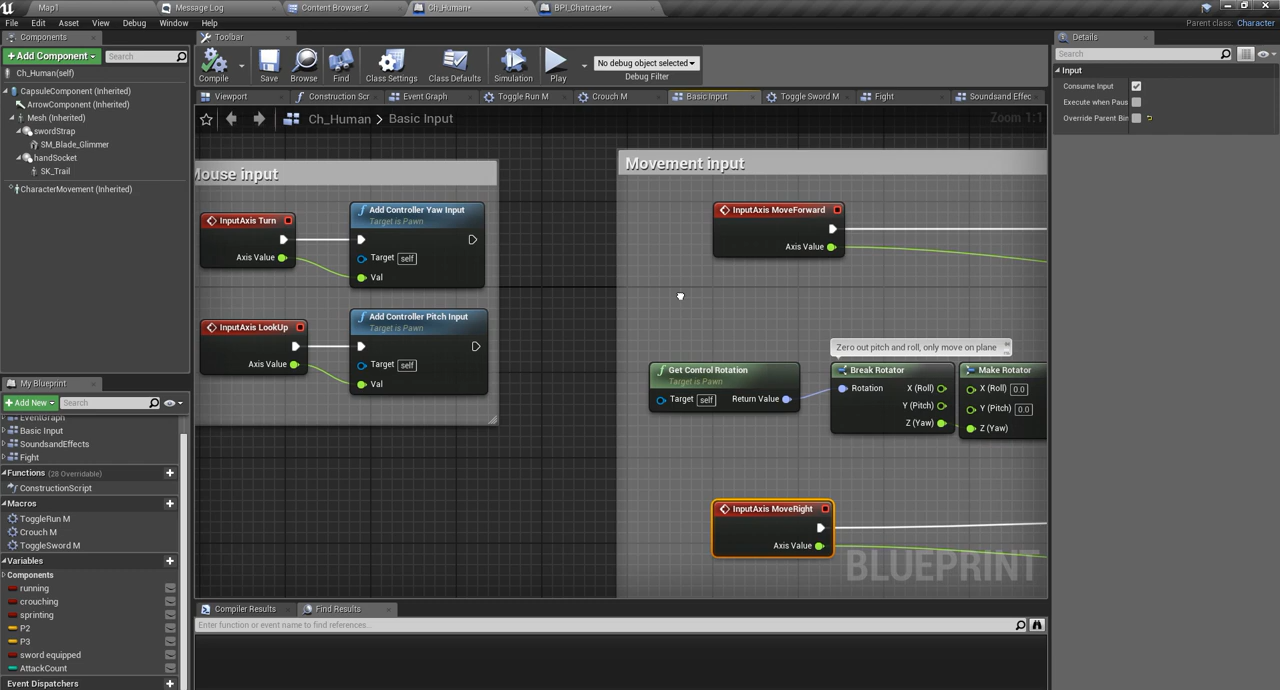 Map1
Message Log
Content Browser 2
Ch_Human*
BPI_Chatracter*
File
Edit
Asset
View
Debug
Window
Help
Parent class: Character
Components
+ Add Component
Search
Ch_Human(self)
CapsuleComponent (Inherited)
ArrowComponent (Inherited)
Mesh (Inherited)
swordStrap
SM_Blade_Glimmer
handSocket
SK_Trail
CharacterMovement (Inherited)
My Blueprint
+ Add New
Search
EventGraph
Basic Input
SoundsandEffects
Fight
Functions (28 Overridable)
ConstructionScript
Macros
ToggleRun M
Crouch M
ToggleSword M
Variables
Components
running
crouching
sprinting
P2
P3
sword equipped
AttackCount
Event Dispatchers
Toolbar
Compile
Save
Browse
Find
Class Settings
Class Defaults
Simulation
Play
No debug object selected
Debug Filter
Viewport
Construction Scr
Event Graph
Toggle Run M
Crouch M
Basic Input
Toggle Sword M
Fight
Soundsand Effec
Ch_Human > Basic Input
Zoom 1:1
Mouse input
InputAxis Turn
Axis Value
Add Controller Yaw Input
Target is Pawn
Target self
Val
InputAxis LookUp
Axis Value
Add Controller Pitch Input
Target is Pawn
Target self
Val
Movement input
InputAxis MoveForward
Axis Value
Zero out pitch and roll, only move on plane
Get Control Rotation
Target is Pawn
Target self
Return Value
Break Rotator
Rotation
X (Roll)
Y (Pitch)
Z (Yaw)
Make Rotator
X (Roll) 0.0
Y (Pitch) 0.0
Z (Yaw)
InputAxis MoveRight
Axis Value
BLUEPRINT
Compiler Results
Find Results
Enter function or event name to find references...
Details
Search
Input
Consume Input
Execute when Paus
Override Parent Bin